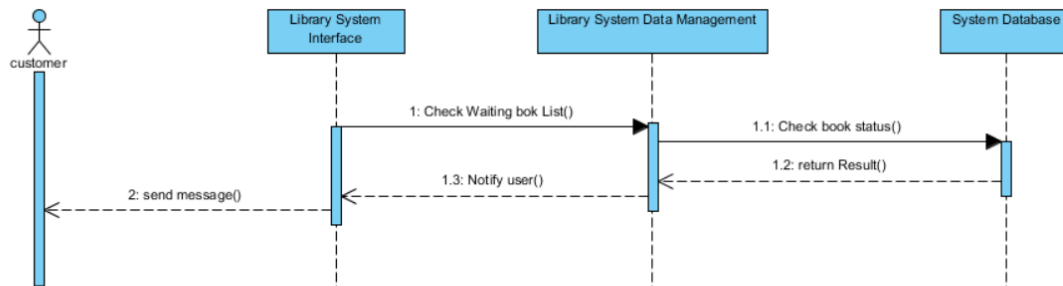 Library System
Interface
Library System Data Management
System Database
customer
1: Check Waiting bok List()
1.1: Check book status()
1.2: return Result()
1.3: Notify user()
2: send message()